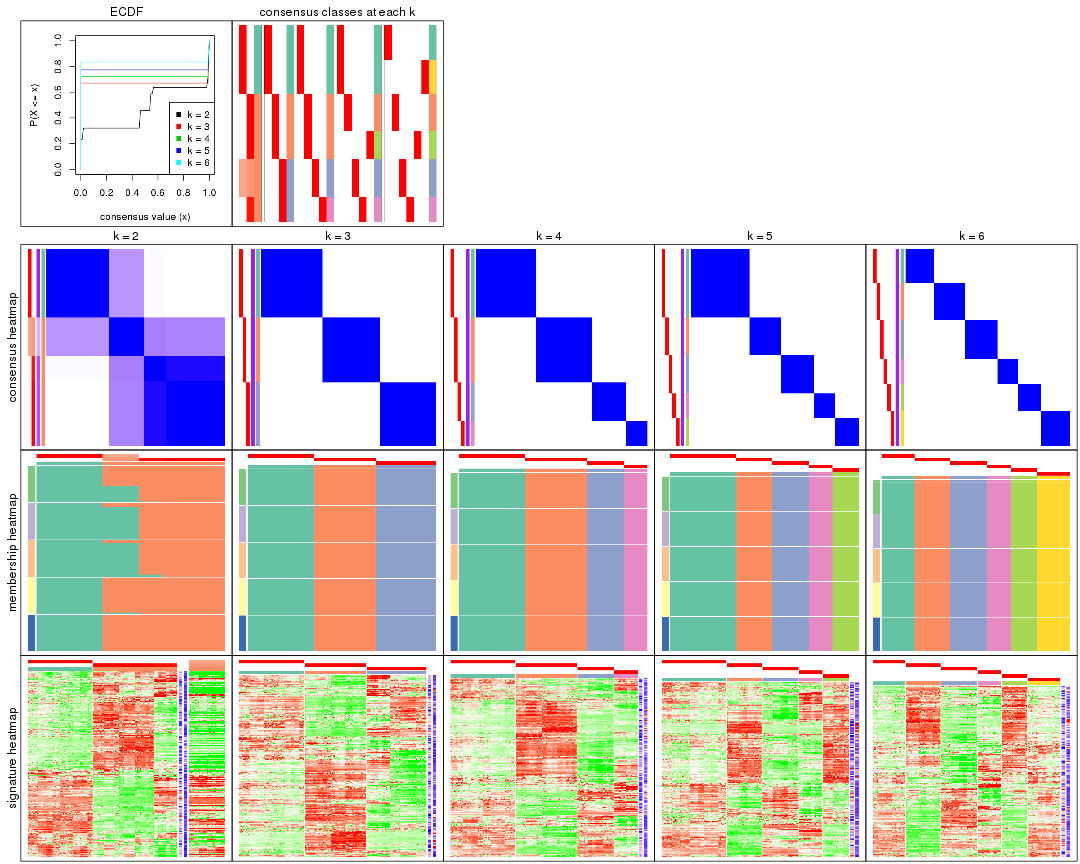 ECDF
consensus classes at each k
P(X <= x)
0.0 0.2 0.4 0.6 0.8 1.0
k = 2
k = 3
k = 4
k = 5
k = 6
0.0 0.2 0.4 0.6 0.8 1.0
consensus value (x)
k = 2
k = 3
k = 4
k = 5
k = 6
consensus heatmap
membership heatmap
signature heatmap